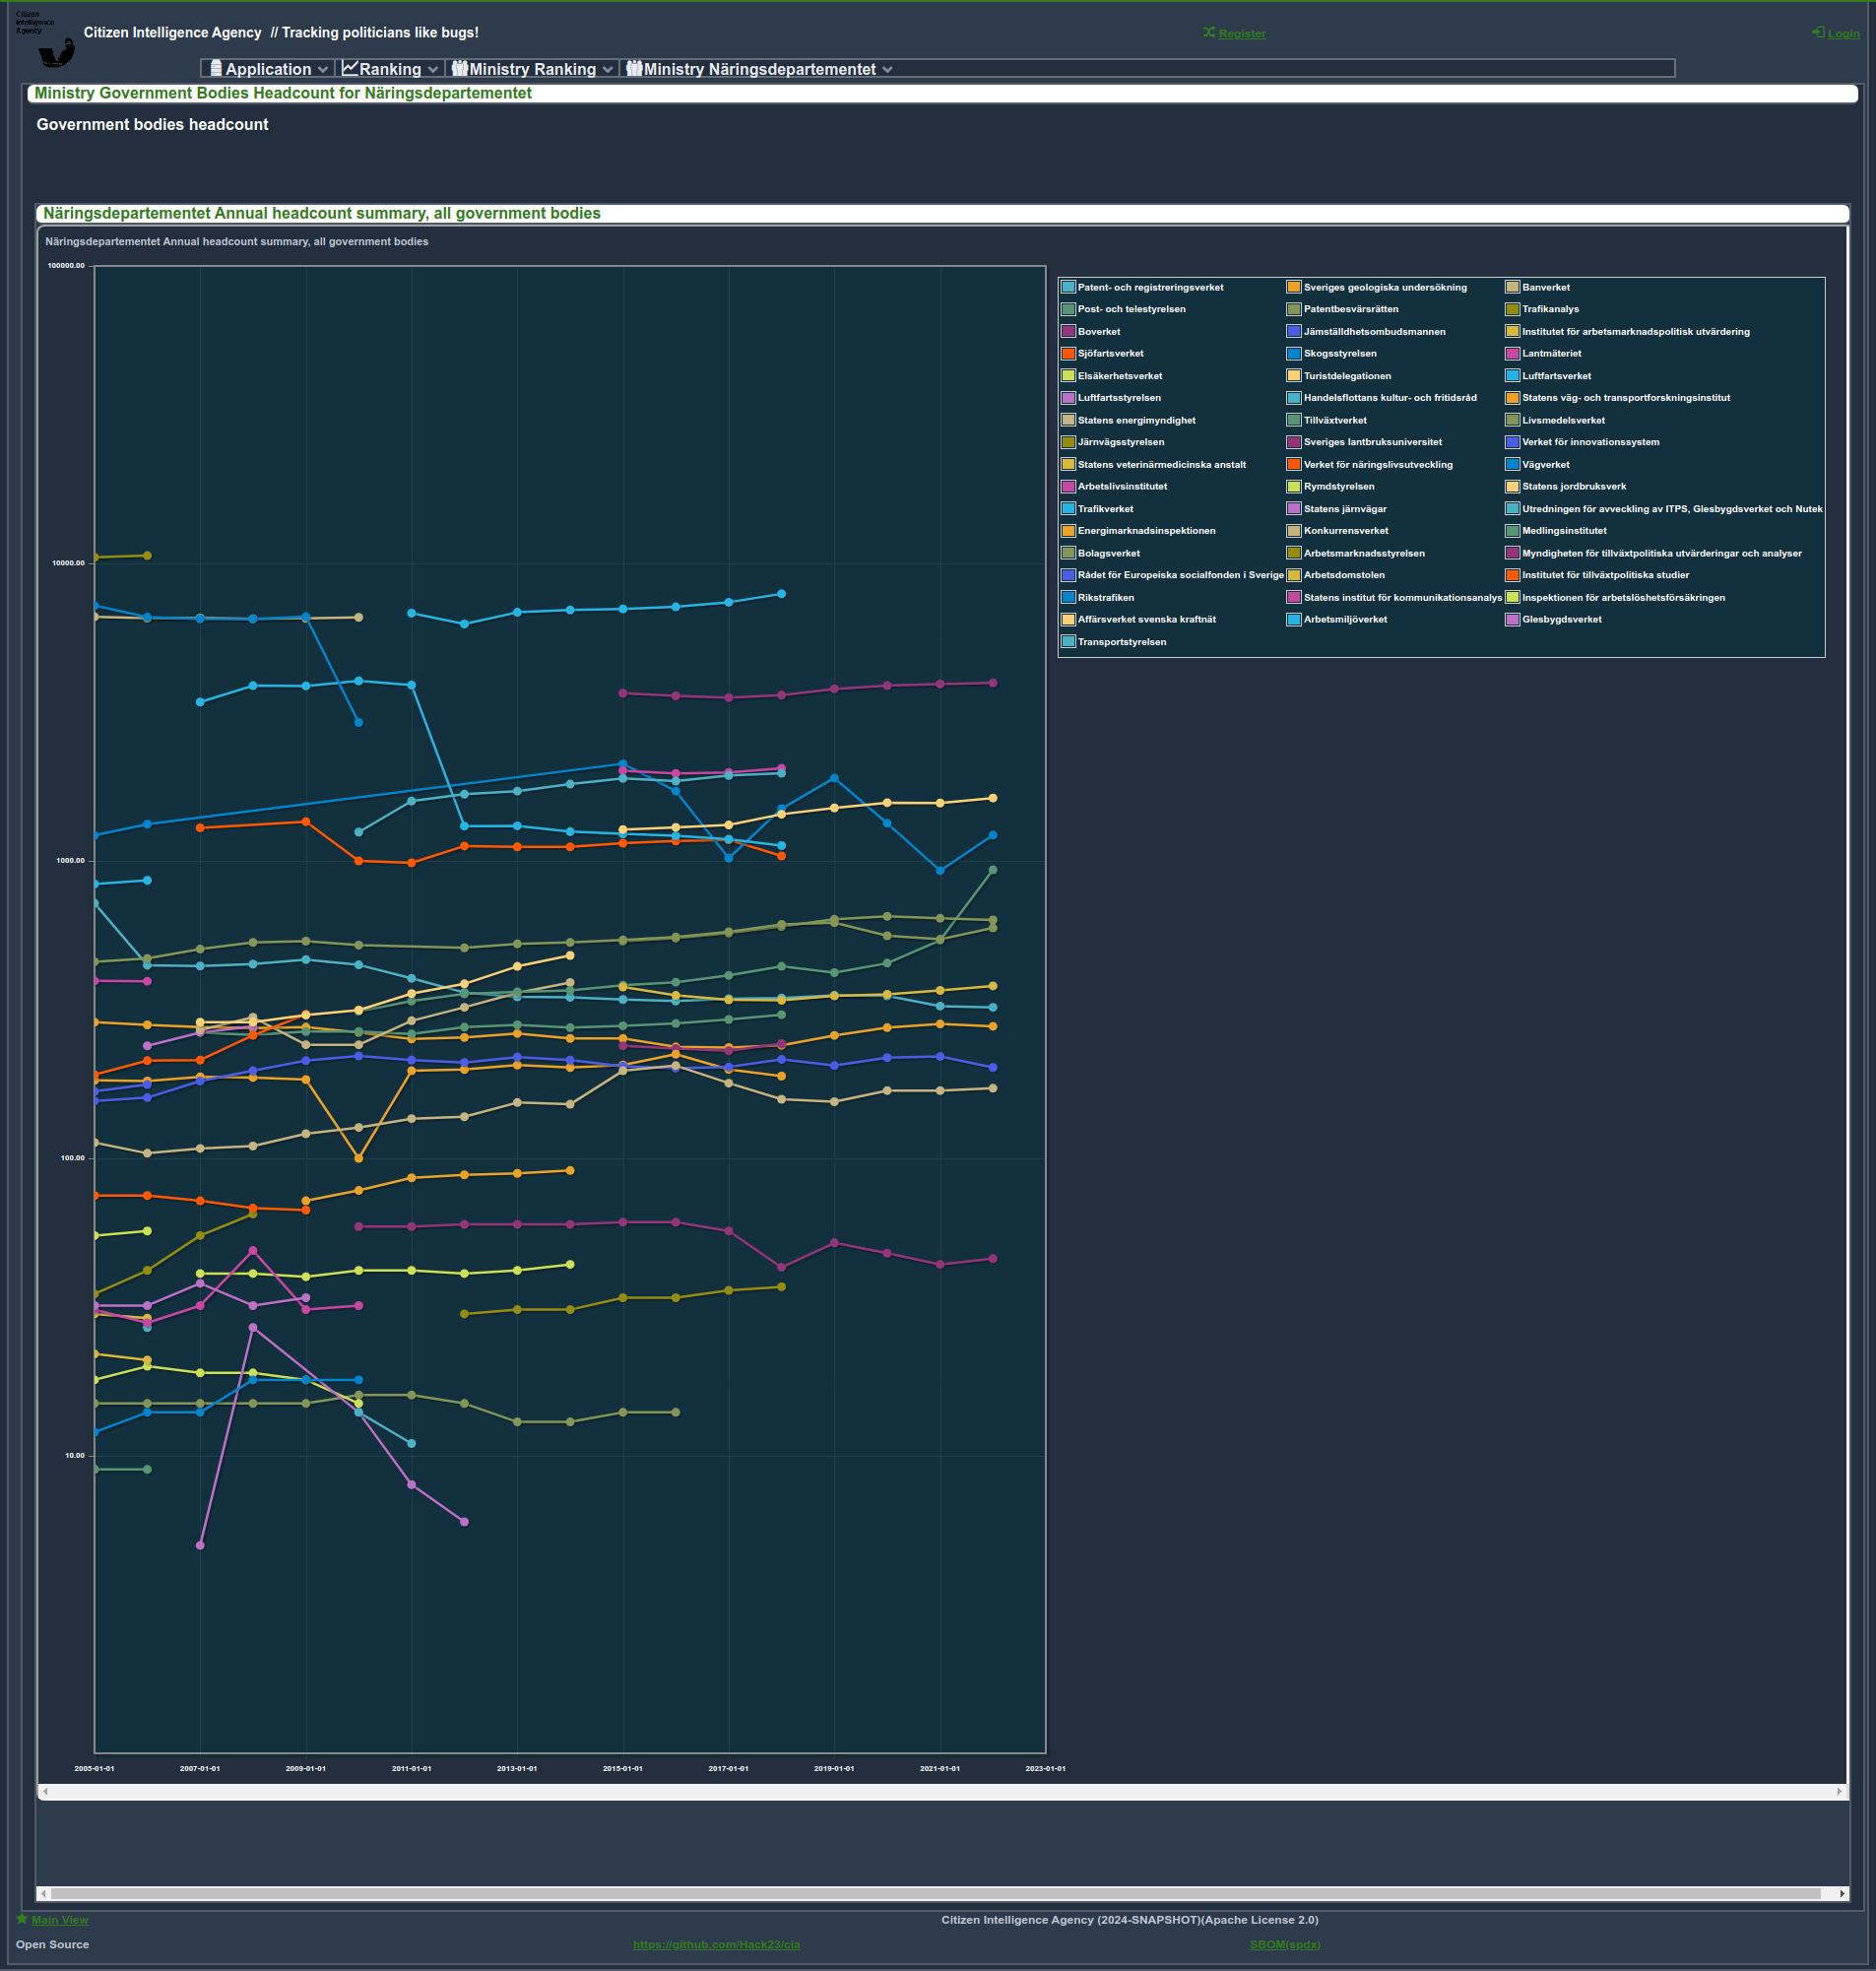 Citizen
Intelligence
Agency
Citizen Intelligence Agency // Tracking politicians like bugs!
Register
Login
Application
Ranking
Ministry Ranking
Ministry Näringsdepartementet
Ministry Government Bodies Headcount for Näringsdepartementet
Government bodies headcount
Näringsdepartementet Annual headcount summary, all government bodies
Näringsdepartementet Annual headcount summary, all government bodies
100000.00
10000.00
1000.00
100.00
10.00
2005-01-01 2007-01-01 2009-01-01 2011-01-01 2013-01-01 2015-01-01 2017-01-01 2019-01-01 2021-01-01 2023-01-01
Patent- och registreringsverket Sveriges geologiska undersökning Banverket
Post- och telestyrelsen Patentbesvärsrätten Trafikanalys
Boverket Jämställdhetsombudsmannen Institutet för arbetsmarknadspolitisk utvärdering
Sjöfartsverket Skogsstyrelsen Lantmäteriet
Elsäkerhetsverket Turistdelegationen Luftfartsverket
Luftfartsstyrelsen Handelsflottans kultur- och fritidsråd Statens väg- och transportforskningsinstitut
Statens energimyndighet Tillväxtverket Livsmedelsverket
Järnvägsstyrelsen Sveriges lantbruksuniversitet Verket för innovationssystem
Statens veterinärmedicinska anstalt Verket för näringslivsutveckling Vägverket
Arbetslivsinstitutet Rymdstyrelsen Statens jordbruksverk
Trafikverket Statens järnvägar Utredningen för avveckling av ITPS, Glesbygdsverket och Nutek
Energimarknadsinspektionen Konkurrensverket Medlingsinstitutet
Bolagsverket Arbetsmarknadsstyrelsen Myndigheten för tillväxtpolitiska utvärderingar och analyser
Rådet för Europeiska socialfonden i Sverige Arbetsdomstolen Institutet för tillväxtpolitiska studier
Rikstrafiken Statens institut för kommunikationsanalys Inspektionen för arbetslöshetsförsäkringen
Affärsverket svenska kraftnät Arbetsmiljöverket Glesbygdsverket
Transportstyrelsen
Main View
Citizen Intelligence Agency (2024-SNAPSHOT)(Apache License 2.0)
Open Source
https://github.com/Hack23/cia
SBOM(spdx)